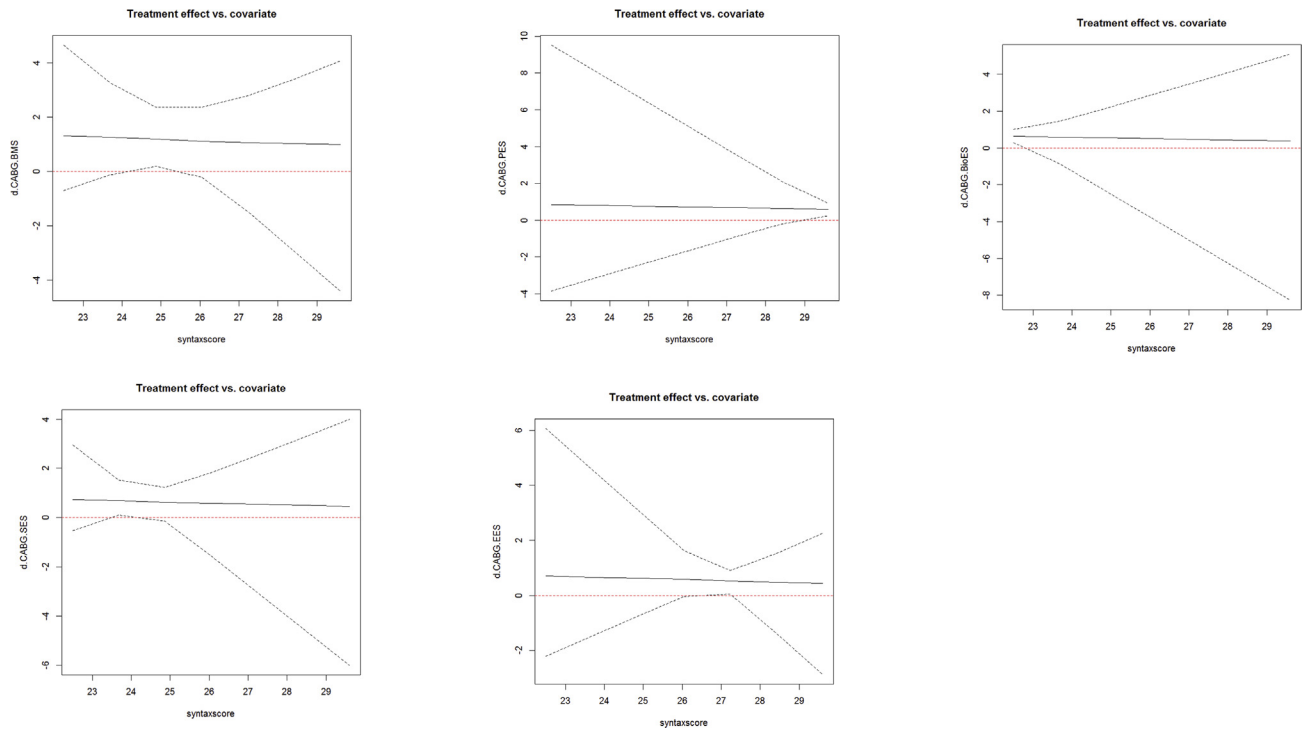 Treatment effect vs. covariate
d.CABG.BMS
4
2
0
-2
-4
23 24 25 26 27 28 29
syntaxscore
Treatment effect vs. covariate
d.CABG.PES
10
8
6
4
2
0
-2
-4
23 24 25 26 27 28 29
syntaxscore
Treatment effect vs. covariate
d.CABG.BioES
4
2
0
-2
-4
-6
-8
23 24 25 26 27 28 29
syntaxscore
Treatment effect vs. covariate
d.CABG.SES
4
2
0
-2
-4
-6
23 24 25 26 27 28 29
syntaxscore
Treatment effect vs. covariate
d.CABG.EES
6
4
2
0
-2
23 24 25 26 27 28 29
syntaxscore